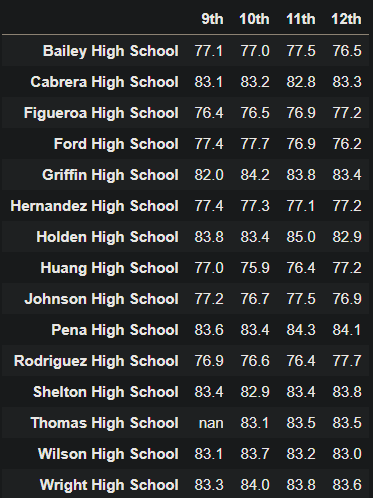 9th 10th 11th 12th
Bailey High School 77.1 77.0 77.5 76.5
Cabrera High School 83.1 83.2 82.8 83.3
Figueroa High School 76.4 76.5 76.9 77.2
Ford High School 77.4 77.7 76.9 76.2
Griffin High School 82.0 84.2 83.8 83.4
Hernandez High School 77.4 77.3 77.1 77.2
Holden High School 83.8 83.4 85.0 82.9
Huang High School 77.0 75.9 76.4 77.2
Johnson High School 77.2 76.7 77.5 76.9
Pena High School 83.6 83.4 84.3 84.1
Rodriguez High School 76.9 76.6 76.4 77.7
Shelton High School 83.4 82.9 83.4 83.8
Thomas High School nan 83.1 83.5 83.5
Wilson High School 83.1 83.7 83.2 83.0
Wright High School 83.3 84.0 83.8 83.6